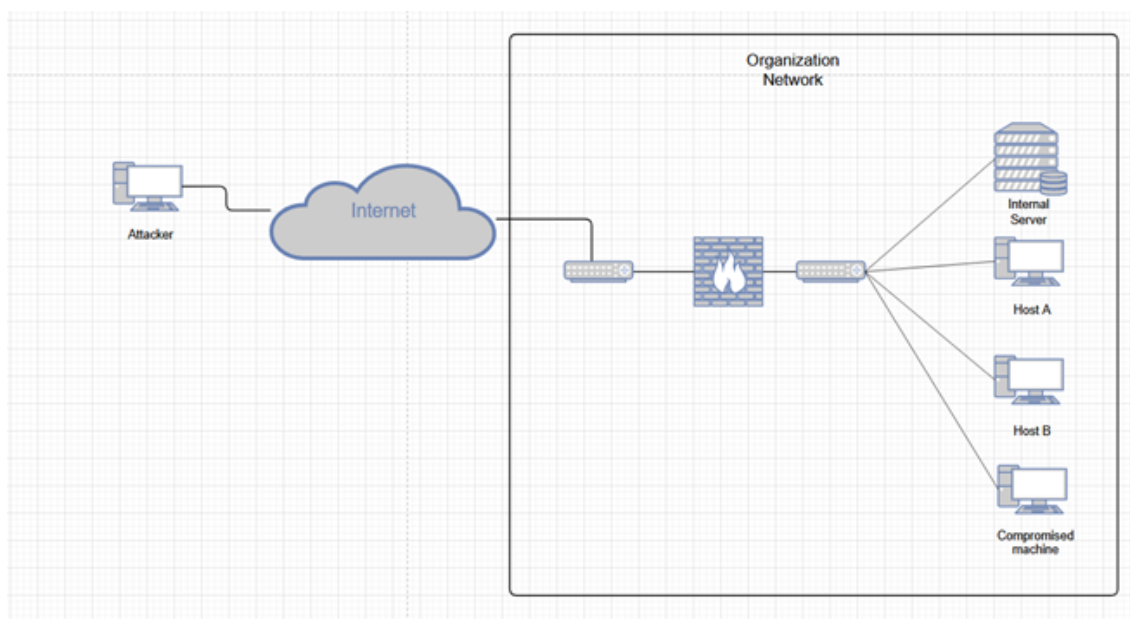 Organization
Network
Attacker
Internet
Internal
Server
Host A
Host B
Compromised
machine